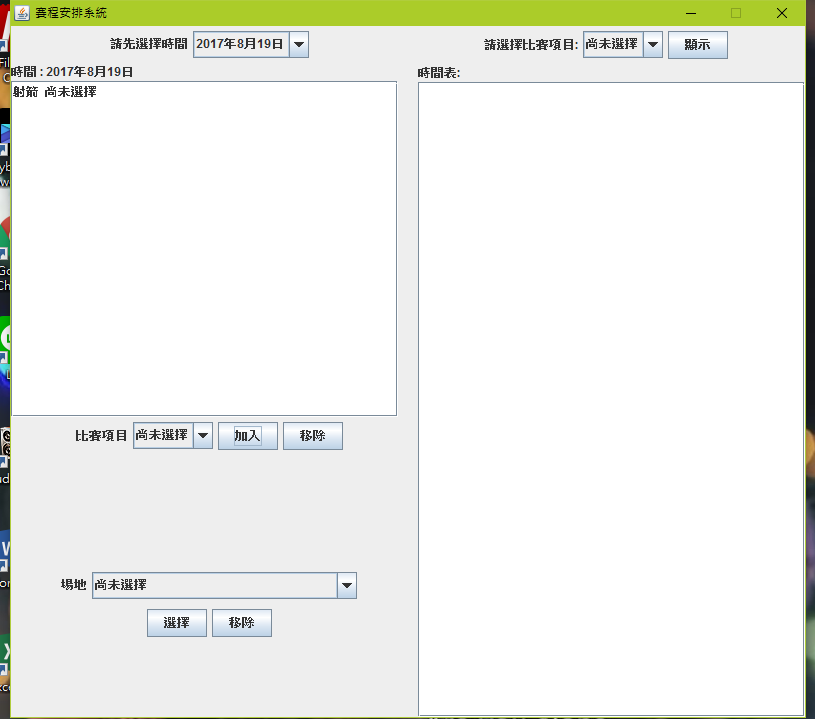 賽程安排系統
請先選擇時間 2017年8月19日
時間 : 2017年8月19日
射箭 尚未選擇
比賽項目 尚未選擇 加入 移除
場地 尚未選擇
選擇 移除
請選擇比賽項目: 尚未選擇 顯示
時間表: